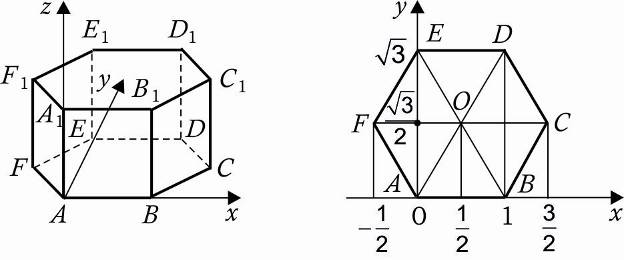 z
E₁ D₁
F₁ y B₁ C₁
A₁ E D
F C
A B x
y
√3 E D
F √3/2 O C
A B
-1/2 0 1/2 1 3/2 x